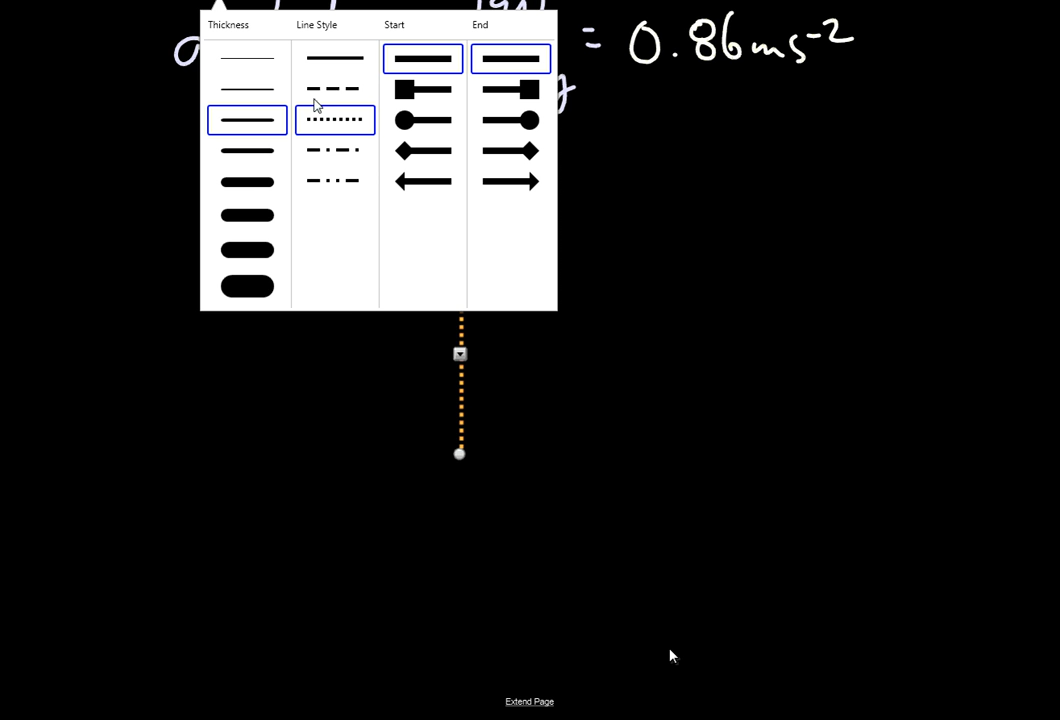 Thickness Line Style Start End
= 0.86ms⁻²
Extend Page